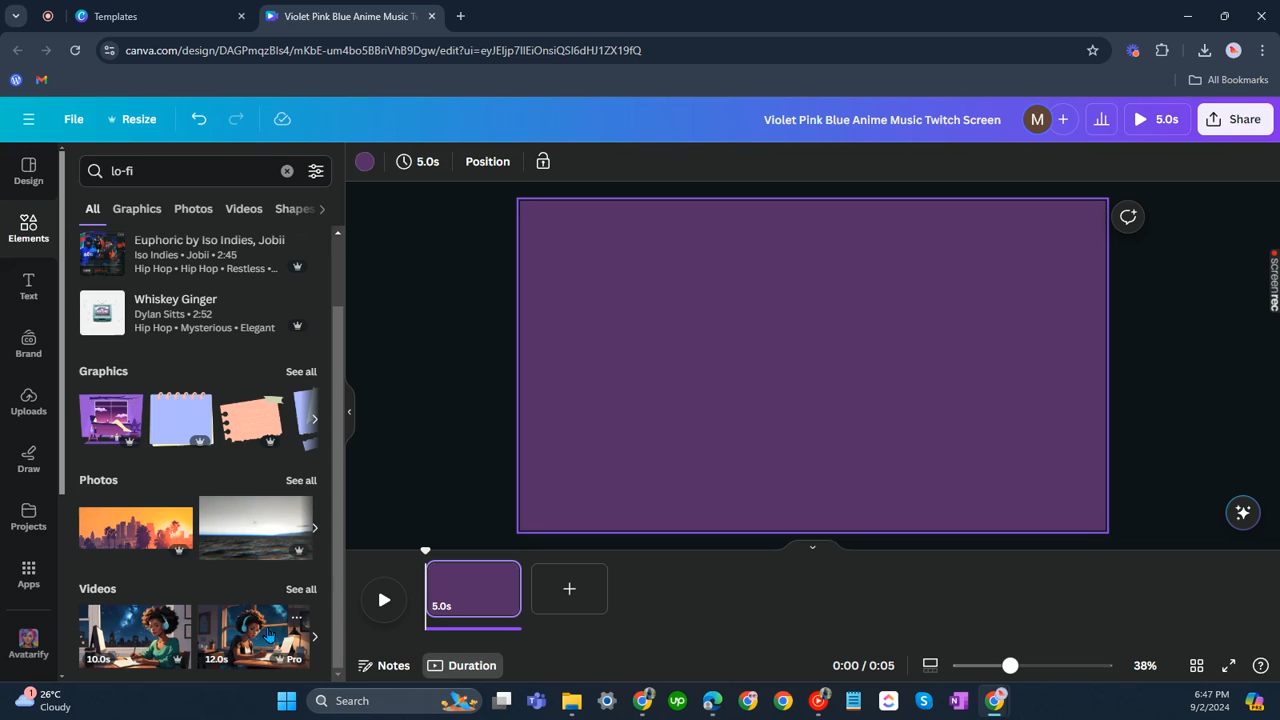 Templates
Violet Pink Blue Anime Music T
canva.com/design/DAGPmqzBIs4/mKbE-um4bo5BBriVhB9Dgw/edit?ui=eyJEIjp7IlEiOnsiQSI6dHJ1ZX19fQ
All Bookmarks
File
Resize
Violet Pink Blue Anime Music Twitch Screen
M
5.0s
Share
Design
Elements
Text
Brand
Uploads
Draw
Projects
Apps
Avatarify
lo-fi
All
Graphics
Photos
Videos
Shapes
Euphoric by Iso Indies, Jobii
Iso Indies • Jobii • 2:45
Hip Hop • Hip Hop • Restless •...
Whiskey Ginger
Dylan Sitts • 2:52
Hip Hop • Mysterious • Elegant
Graphics
See all
Photos
See all
Videos
See all
10.0s
12.0s
Pro
5.0s
Position
screenrec
5.0s
Notes
Duration
0:00 / 0:05
38%
1
26°C
Cloudy
Search
up
6:47 PM
9/2/2024